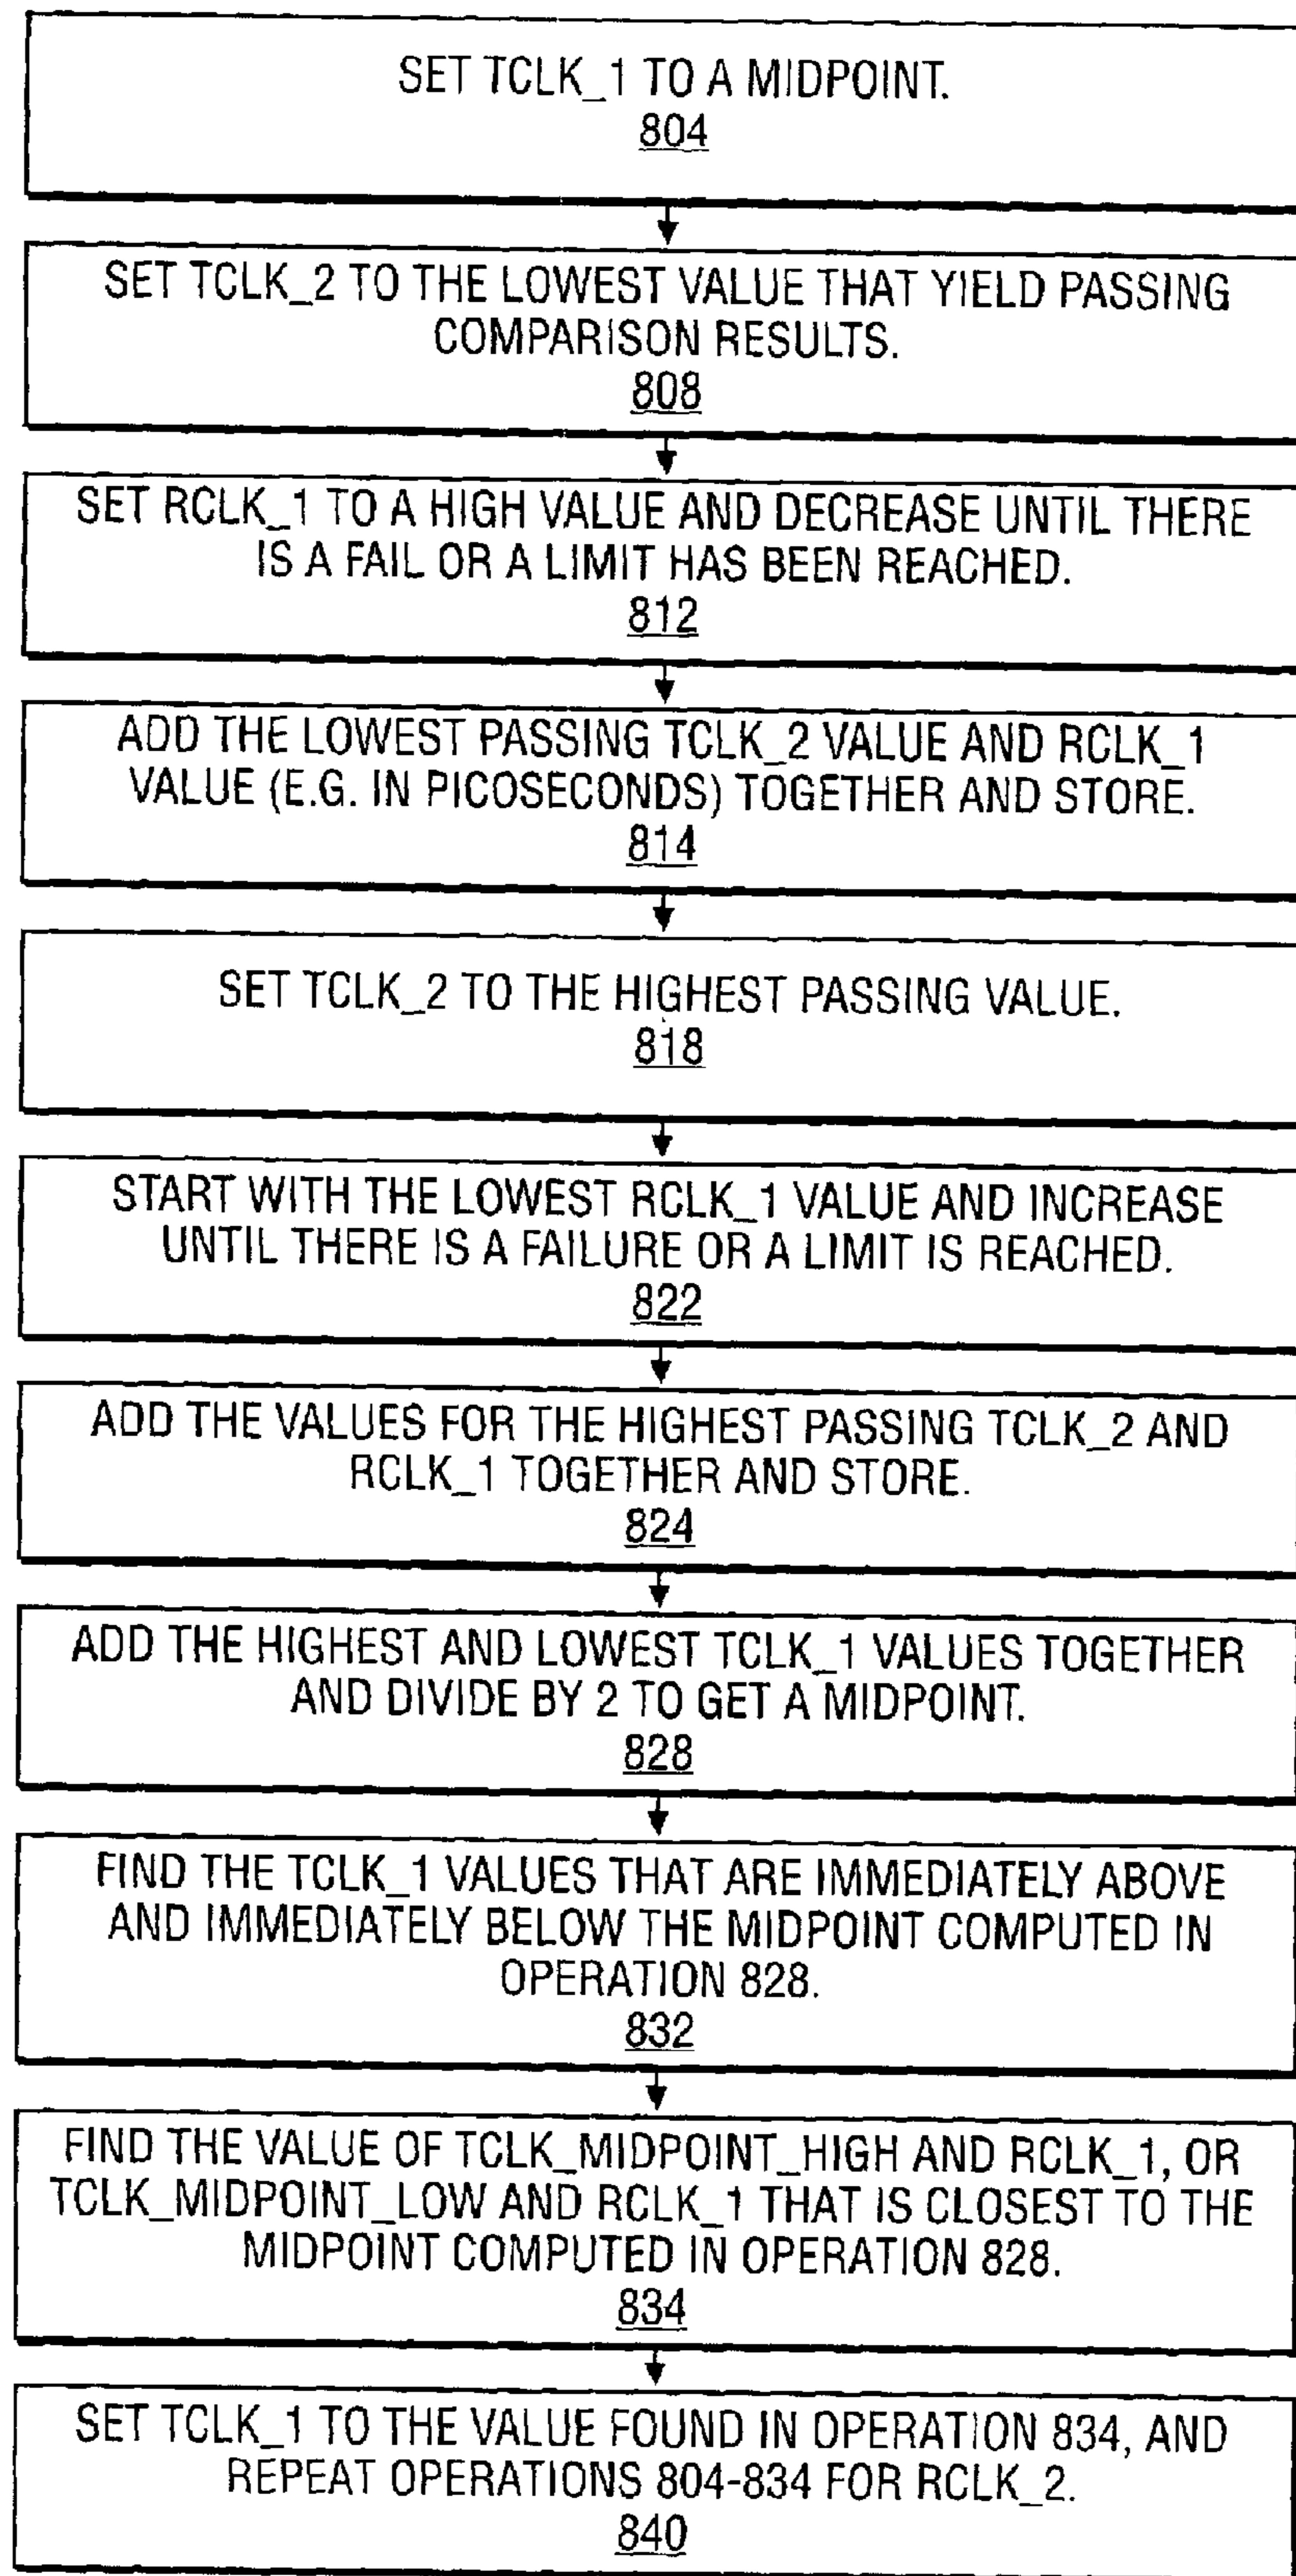 SET TCLK_1 TO A MIDPOINT.
804
SET TCLK_2 TO THE LOWEST VALUE THAT YIELD PASSING
COMPARISON RESULTS.
808
SET RCLK_1 TO A HIGH VALUE AND DECREASE UNTIL THERE
IS A FAIL OR A LIMIT HAS BEEN REACHED.
812
ADD THE LOWEST PASSING TCLK_2 VALUE AND RCLK_1
VALUE (E.G. IN PICOSECONDS) TOGETHER AND STORE.
814
SET TCLK_2 TO THE HIGHEST PASSING VALUE.
818
START WITH THE LOWEST RCLK_1 VALUE AND INCREASE
UNTIL THERE IS A FAILURE OR A LIMIT IS REACHED.
822
ADD THE VALUES FOR THE HIGHEST PASSING TCLK_2 AND
RCLK_1 TOGETHER AND STORE.
824
ADD THE HIGHEST AND LOWEST TCLK_1 VALUES TOGETHER
AND DIVIDE BY 2 TO GET A MIDPOINT.
828
FIND THE TCLK_1 VALUES THAT ARE IMMEDIATELY ABOVE
AND IMMEDIATELY BELOW THE MIDPOINT COMPUTED IN
OPERATION 828.
832
FIND THE VALUE OF TCLK_MIDPOINT_HIGH AND RCLK_1, OR
TCLK_MIDPOINT_LOW AND RCLK_1 THAT IS CLOSEST TO THE
MIDPOINT COMPUTED IN OPERATION 828.
834
SET TCLK_1 TO THE VALUE FOUND IN OPERATION 834, AND
REPEAT OPERATIONS 804-834 FOR RCLK_2.
840